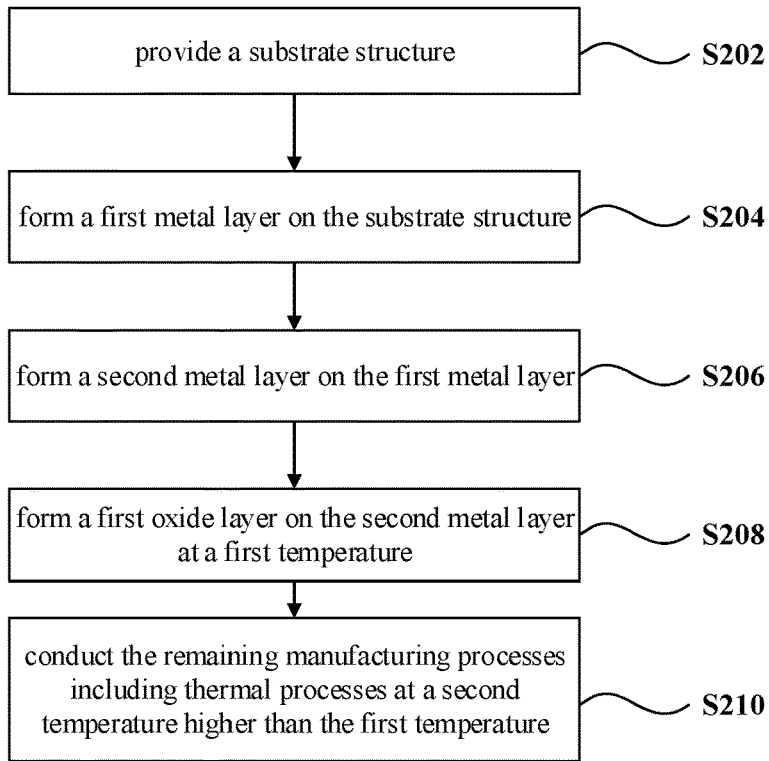 provide a substrate structure
S202
form a first metal layer on the substrate structure
S204
form a second metal layer on the first metal layer
S206
form a first oxide layer on the second metal layer
at a first temperature
S208
conduct the remaining manufacturing processes
including thermal processes at a second
temperature higher than the first temperature
S210